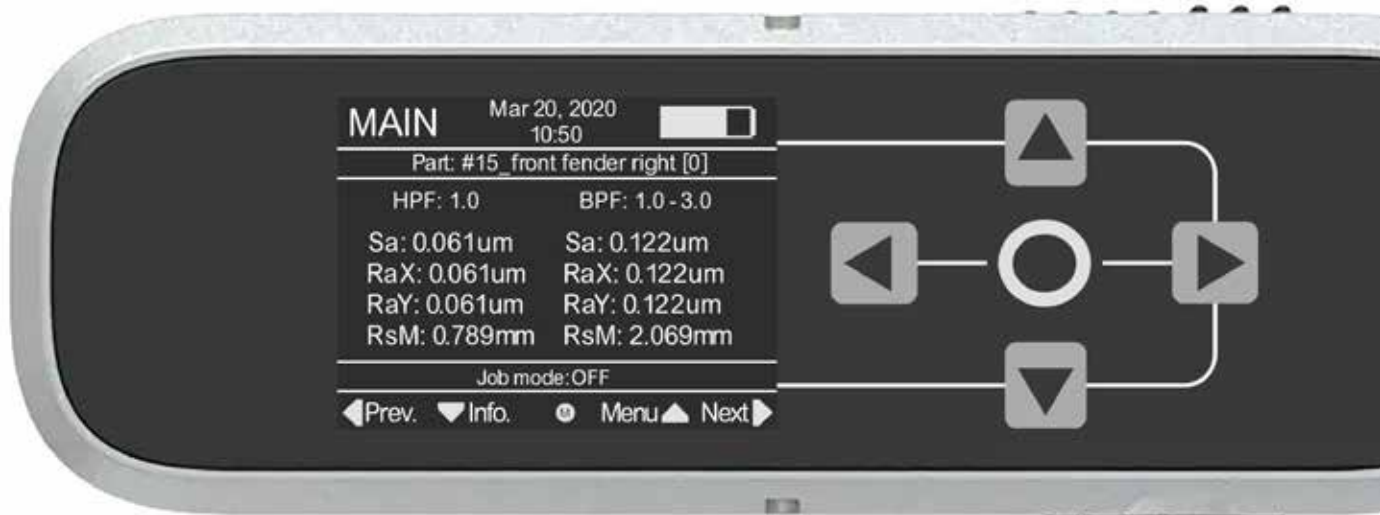 MAIN
Mar 20, 2020
10:50
Part: #15_front fender right [0]
HPF: 1.0 BPF: 1.0 - 3.0
Sa: 0.061um Sa: 0.122um
RaX: 0.061um RaX: 0.122um
RaY: 0.061um RaY: 0.122um
RsM: 0.789mm RsM: 2.069mm
Job mode:OFF
Prev. Info. M Menu Next